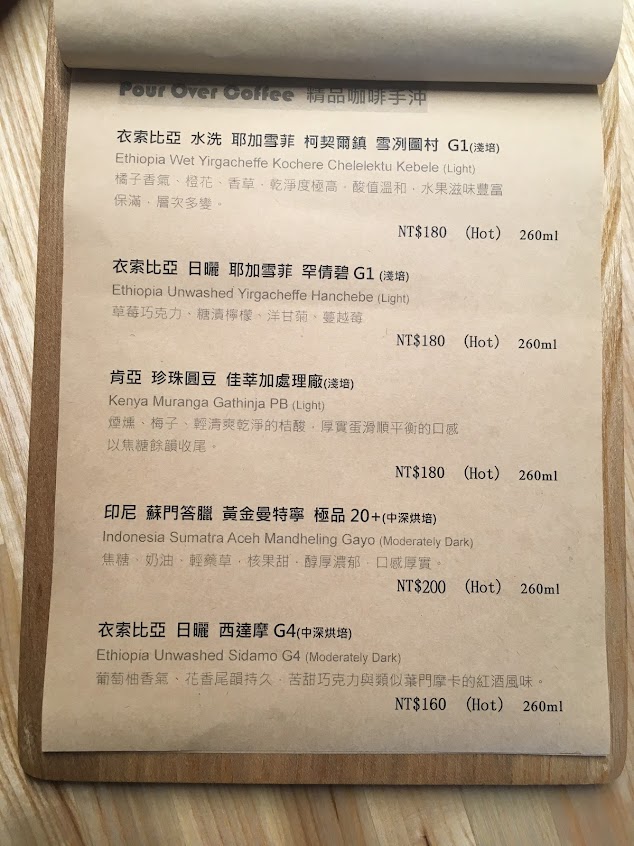 Pour Over Coffee 精品咖啡手沖
衣索比亞 水洗 耶加雪菲 柯契爾鎮 雪冽圖村 G1(淺焙)
Ethiopia Wet Yirgacheffe Kochere Chelelektu Kebele (Light)
橘子香氣、橙花、香草，乾淨度極高，酸值溫和，水果滋味豐富
保滿，層次多變。
NT$180 (Hot) 260ml
衣索比亞 日曬 耶加雪菲 罕倩碧 G1 (淺焙)
Ethiopia Unwashed Yirgacheffe Hanchebe (Light)
草莓巧克力、糖漬檸檬、洋甘菊。蔓越莓
NT$180 (Hot) 260ml
肯亞 珍珠圓豆 佳莘加處理廠(淺焙)
Kenya Muranga Gathinja PB (Light)
煙燻、梅子、輕清爽乾淨的桔酸，厚實蛋滑順平衡的口感
以焦糖餘韻收尾。
NT$180 (Hot) 260ml
印尼 蘇門答臘 黃金曼特寧 極品 20+(中深烘焙)
Indonesia Sumatra Aceh Mandheling Gayo (Moderately Dark)
焦糖、奶油、輕藥草，核果甜，醇厚濃郁，口感厚實。
NT$200 (Hot) 260ml
衣索比亞 日曬 西達摩 G4(中深烘焙)
Ethiopia Unwashed Sidamo G4 (Moderately Dark)
葡萄柚香氣、花香尾韻持久，苦甜巧克力與類似葉門摩卡的紅酒風味。
NT$160 (Hot) 260ml